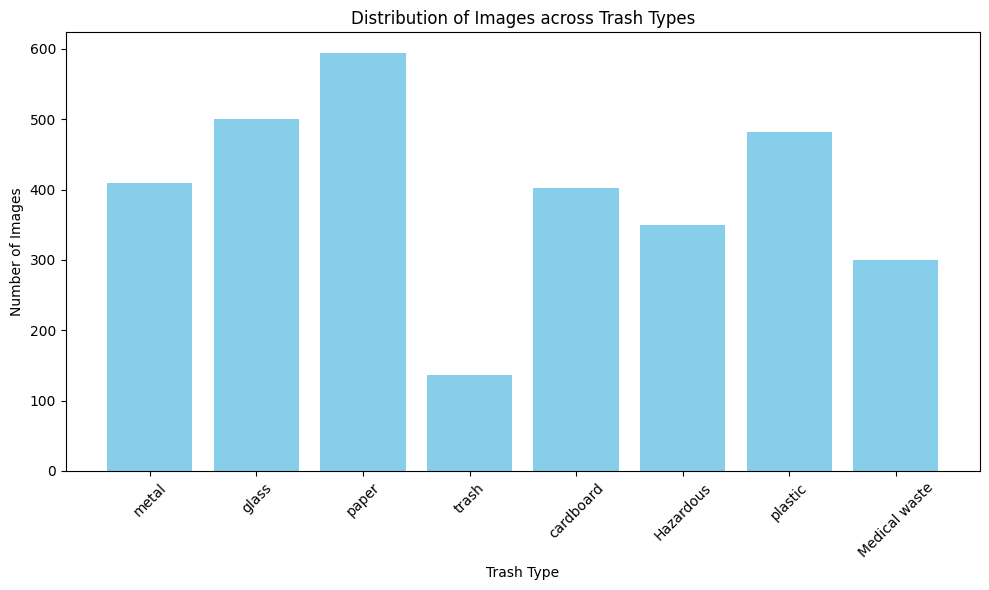 Distribution of Images across Trash Types
Number of Images
600
500
400
300
200
100
0
metal
glass
paper
trash
cardboard
Hazardous
plastic
Medical waste
Trash Type